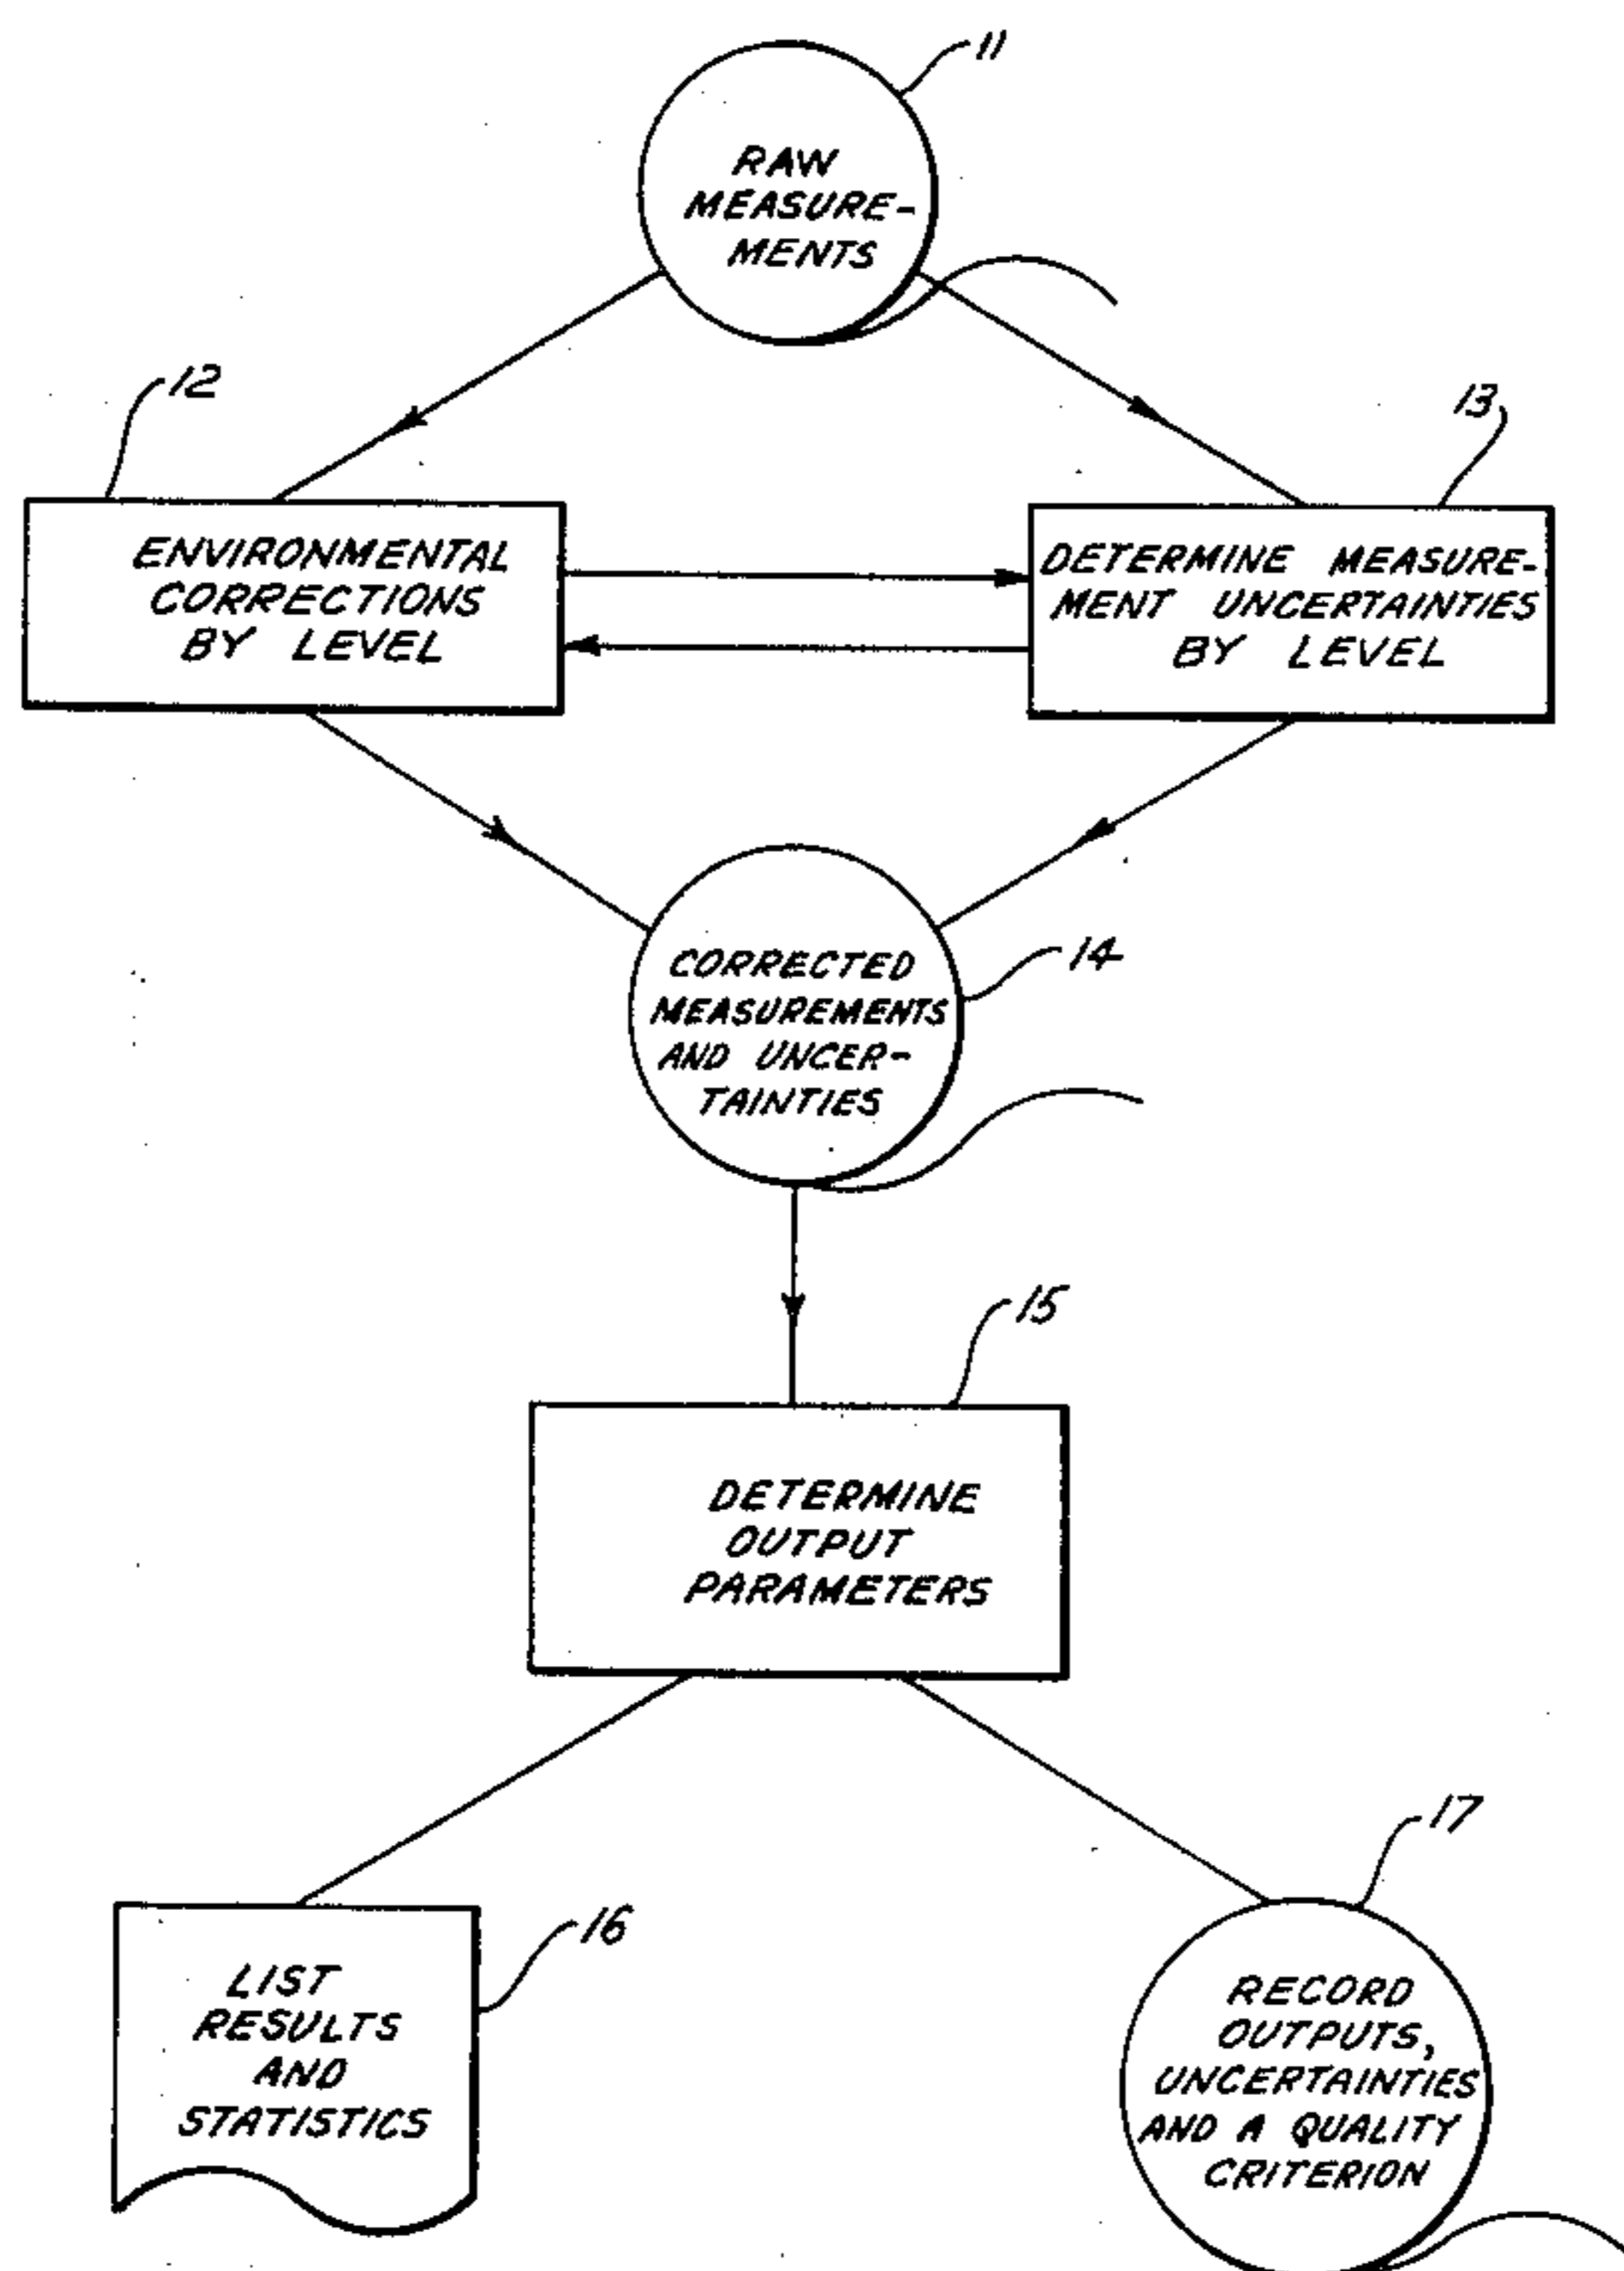 11
RAW
MEASURE-
MENTS
12
13
ENVIRONMENTAL
CORRECTIONS
BY LEVEL
DETERMINE MEASURE-
MENT UNCERTAINTIES
BY LEVEL
14
CORRECTED
MEASUREMENTS
AND UNCER-
TAINTIES
15
DETERMINE
OUTPUT
PARAMETERS
16
LIST
RESULTS
AND
STATISTICS
17
RECORD
OUTPUTS,
UNCERTAINTIES
AND A QUALITY
CRITERION